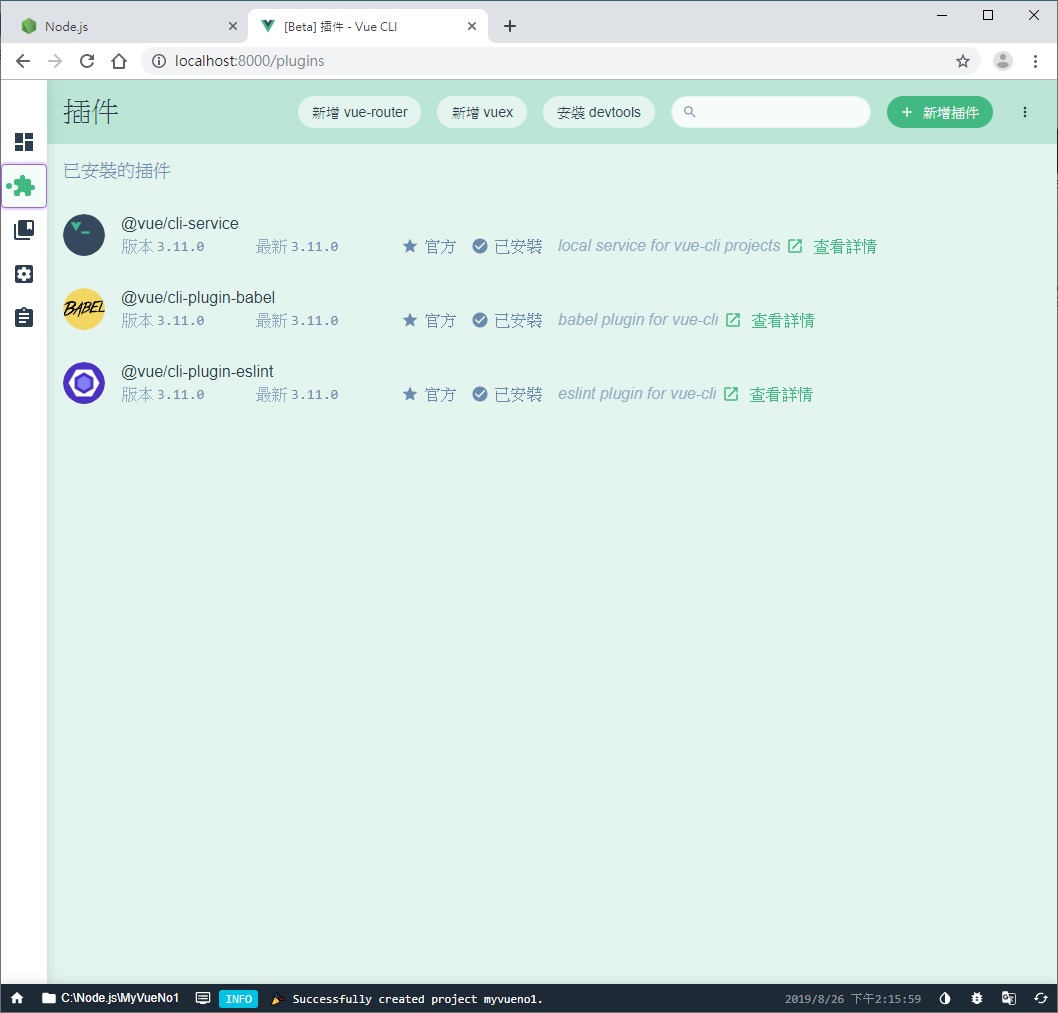 Node.js
[Beta] 插件 - Vue CLI
localhost:8000/plugins
插件
新增 vue-router
新增 vuex
安裝 devtools
新增插件
已安裝的插件
@vue/cli-service
版本 3.11.0 最新 3.11.0 官方 已安裝 local service for vue-cli projects 查看詳情
BABEL
@vue/cli-plugin-babel
版本 3.11.0 最新 3.11.0 官方 已安裝 babel plugin for vue-cli 查看詳情
@vue/cli-plugin-eslint
版本 3.11.0 最新 3.11.0 官方 已安裝 eslint plugin for vue-cli 查看詳情
C:\Node.js\MyVueNo1 INFO Successfully created project myvueno1. 2019/8/26 下午2:15:59